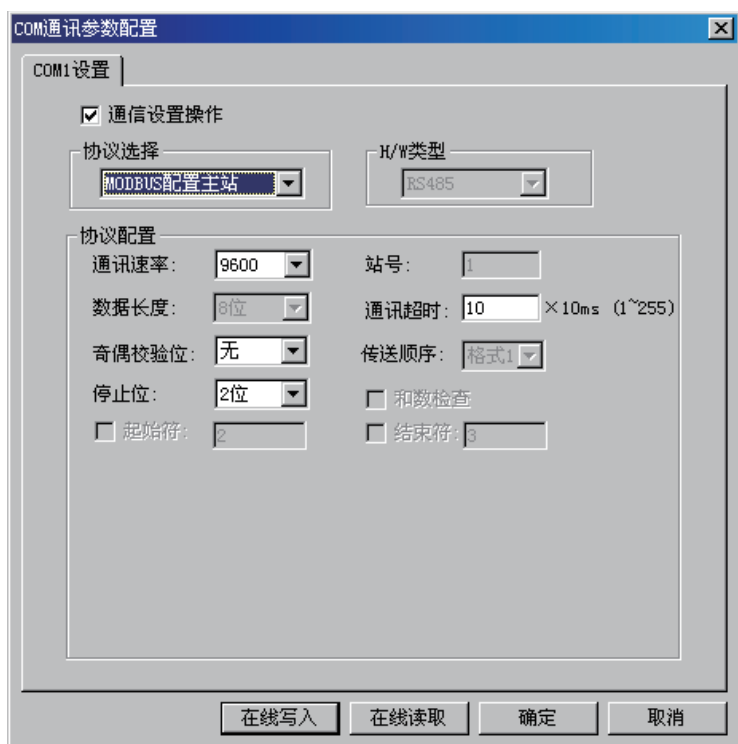 COM通讯参数配置
COM1设置
通信设置操作
协议选择 H/W类型
MODBUS配置主站 RS485
协议配置
通讯速率: 9600 站号: 1
数据长度: 8位 通讯超时: 10 ×10ms (1~255)
奇偶校验位: 无 传送顺序: 格式1
停止位: 2位 和数检查
起始符: 2 结束符: 3
在线写入 在线读取 确定 取消